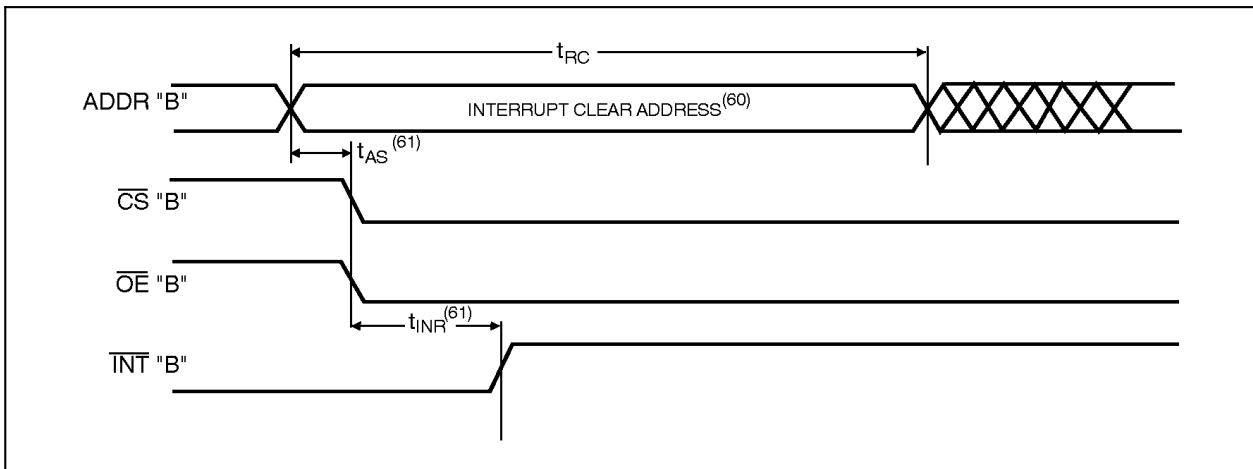 tRC
ADDR "B"
INTERRUPT CLEAR ADDRESS(60)
tAS (61)
CS "B"
OE "B"
tINR(61)
INT "B"